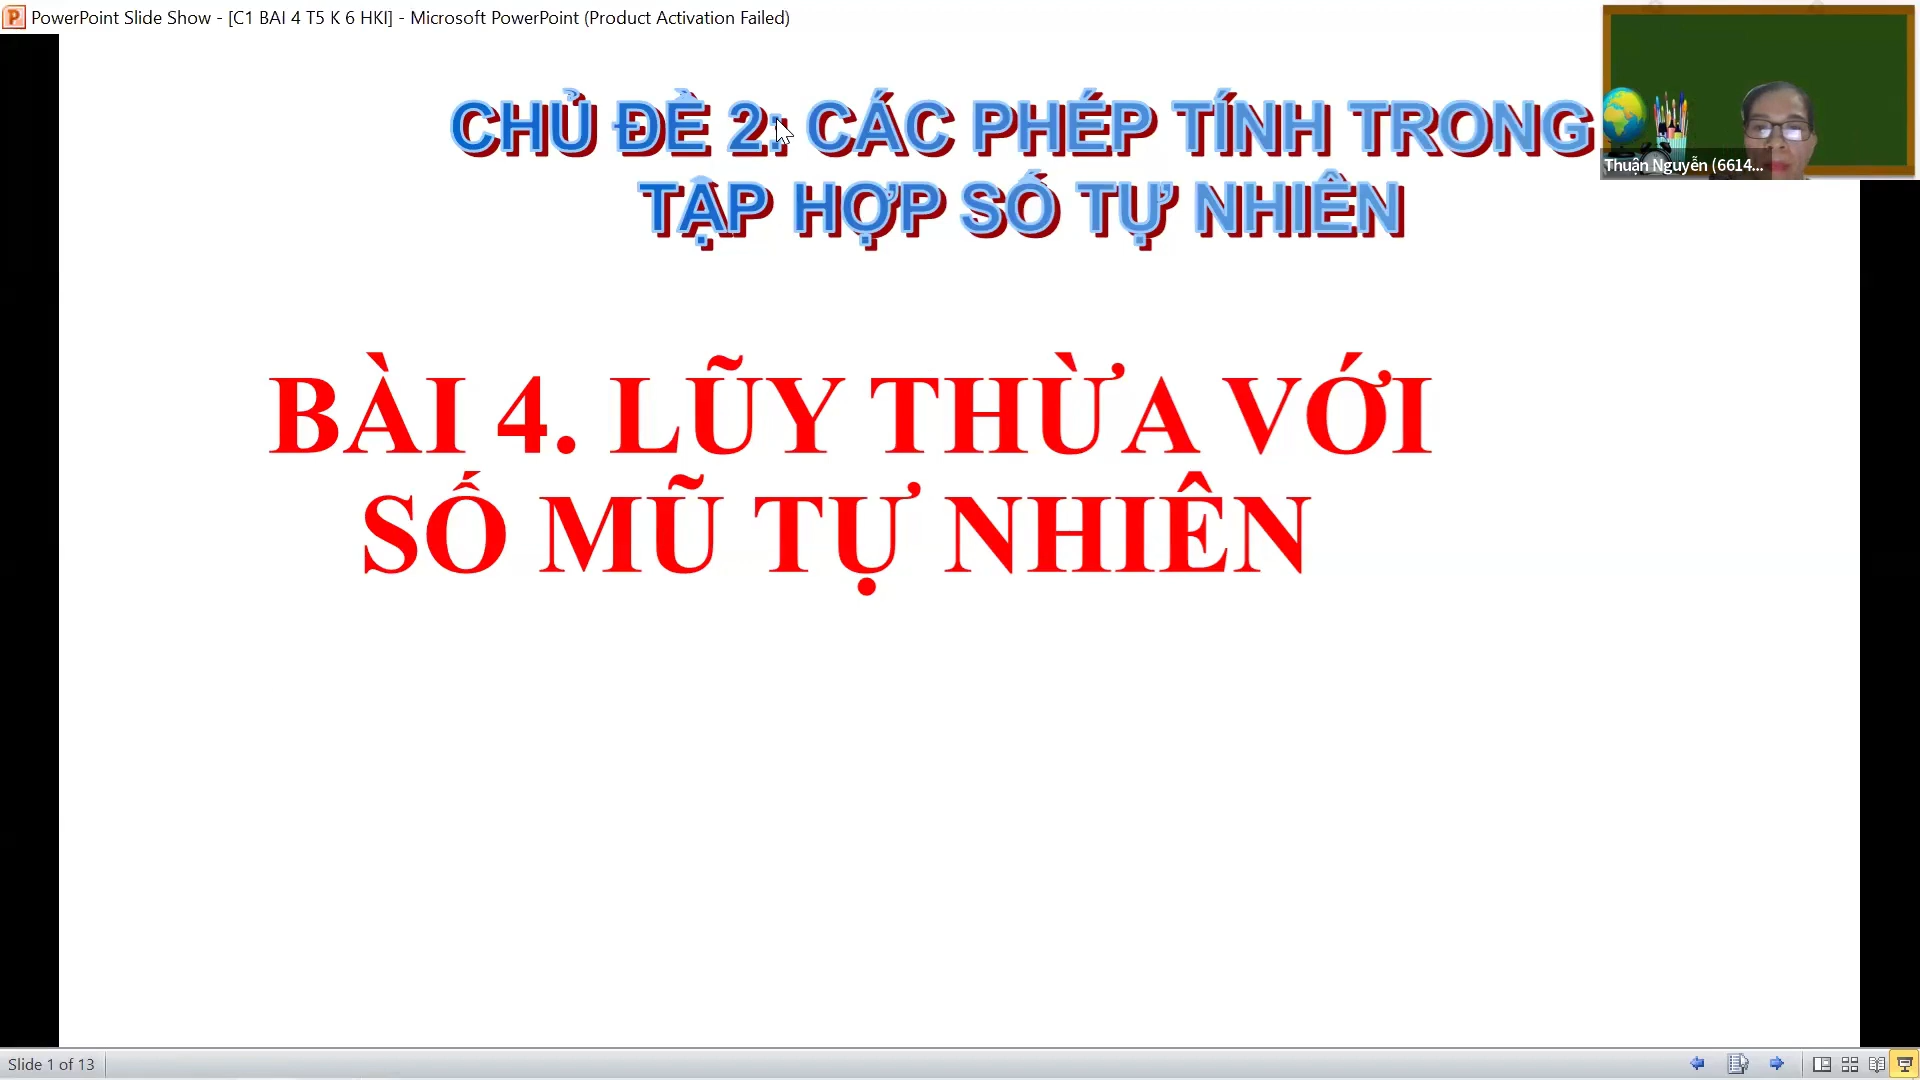 PowerPoint Slide Show - [C1 BAI 4 T5 K 6 HKI] - Microsoft PowerPoint (Product Activation Failed)
CHỦ ĐỀ 2: CÁC PHÉP TÍNH TRONG
TẬP HỢP SỐ TỰ NHIÊN
Thuận Nguyễn (6614...
BÀI 4. LŨY THỪA VỚI
SỐ MŨ TỰ NHIÊN
Slide 1 of 13